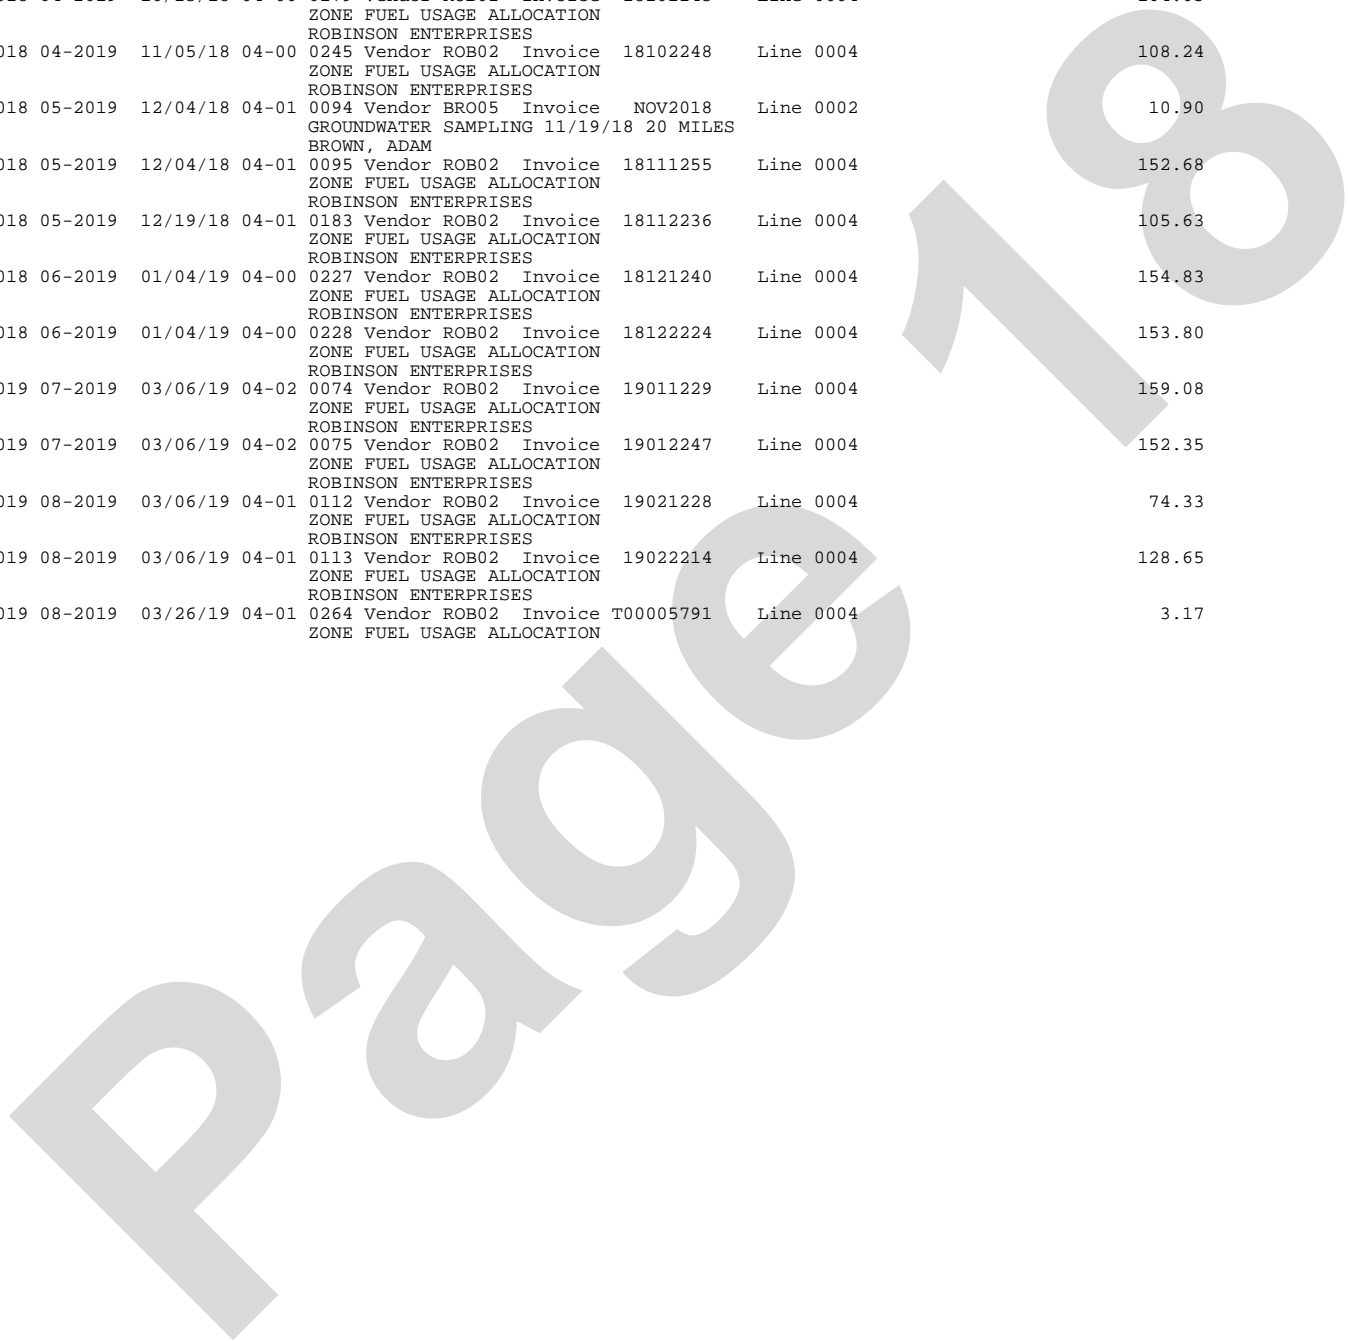 ZONE FUEL USAGE ALLOCATION
ROBINSON ENTERPRISES
018 04-2019 11/05/18 04-00 0245 Vendor ROB02 Invoice 18102248 Line 0004 108.24
ZONE FUEL USAGE ALLOCATION
ROBINSON ENTERPRISES
018 05-2019 12/04/18 04-01 0094 Vendor BRO05 Invoice NOV2018 Line 0002 10.90
GROUNDWATER SAMPLING 11/19/18 20 MILES
BROWN, ADAM
018 05-2019 12/04/18 04-01 0095 Vendor ROB02 Invoice 18111255 Line 0004 152.68
ZONE FUEL USAGE ALLOCATION
ROBINSON ENTERPRISES
018 05-2019 12/19/18 04-01 0183 Vendor ROB02 Invoice 18112236 Line 0004 105.63
ZONE FUEL USAGE ALLOCATION
ROBINSON ENTERPRISES
018 06-2019 01/04/19 04-00 0227 Vendor ROB02 Invoice 18121240 Line 0004 154.83
ZONE FUEL USAGE ALLOCATION
ROBINSON ENTERPRISES
018 06-2019 01/04/19 04-00 0228 Vendor ROB02 Invoice 18122224 Line 0004 153.80
ZONE FUEL USAGE ALLOCATION
ROBINSON ENTERPRISES
019 07-2019 03/06/19 04-02 0074 Vendor ROB02 Invoice 19011229 Line 0004 159.08
ZONE FUEL USAGE ALLOCATION
ROBINSON ENTERPRISES
019 07-2019 03/06/19 04-02 0075 Vendor ROB02 Invoice 19012247 Line 0004 152.35
ZONE FUEL USAGE ALLOCATION
ROBINSON ENTERPRISES
019 08-2019 03/06/19 04-01 0112 Vendor ROB02 Invoice 19021228 Line 0004 74.33
ZONE FUEL USAGE ALLOCATION
ROBINSON ENTERPRISES
019 08-2019 03/06/19 04-01 0113 Vendor ROB02 Invoice 19022214 Line 0004 128.65
ZONE FUEL USAGE ALLOCATION
ROBINSON ENTERPRISES
019 08-2019 03/26/19 04-01 0264 Vendor ROB02 Invoice T00005791 Line 0004 3.17
ZONE FUEL USAGE ALLOCATION
Page 18